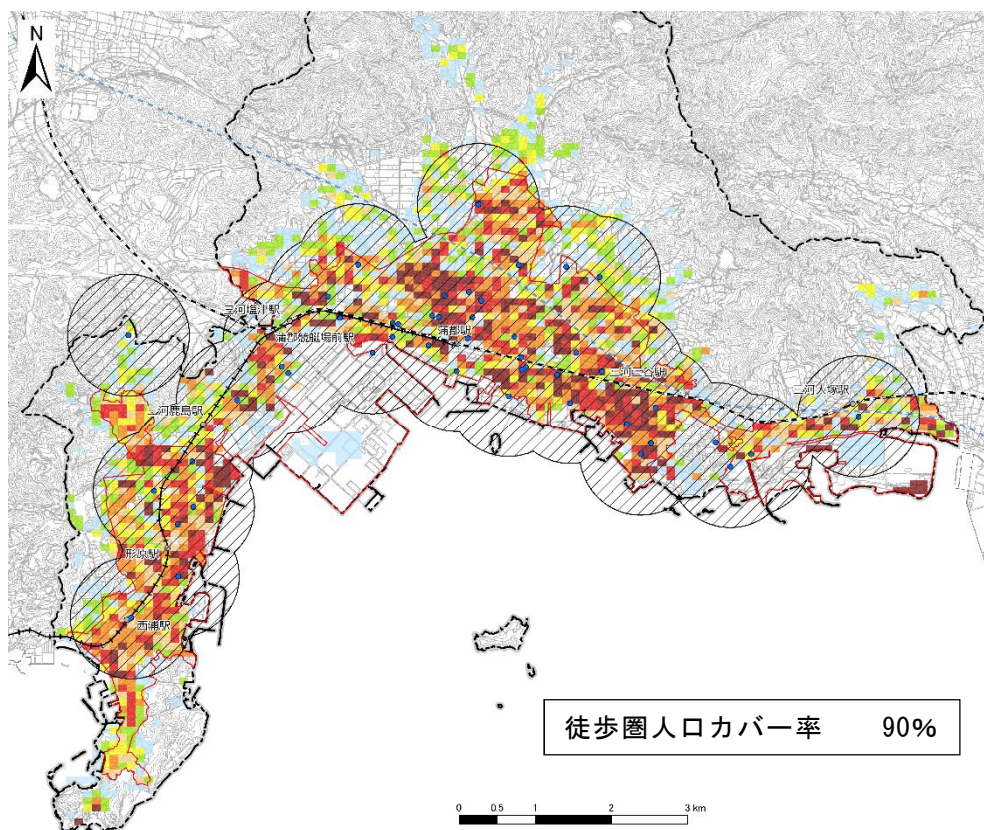 N
三河塩津駅
蒲郡競艇場前駅
蒲郡駅
三河三谷駅
三河大塚駅
三河鹿島駅
形原駅
西浦駅
徒歩圏人口カバー率 90%
0 0.5 1 2 3 km